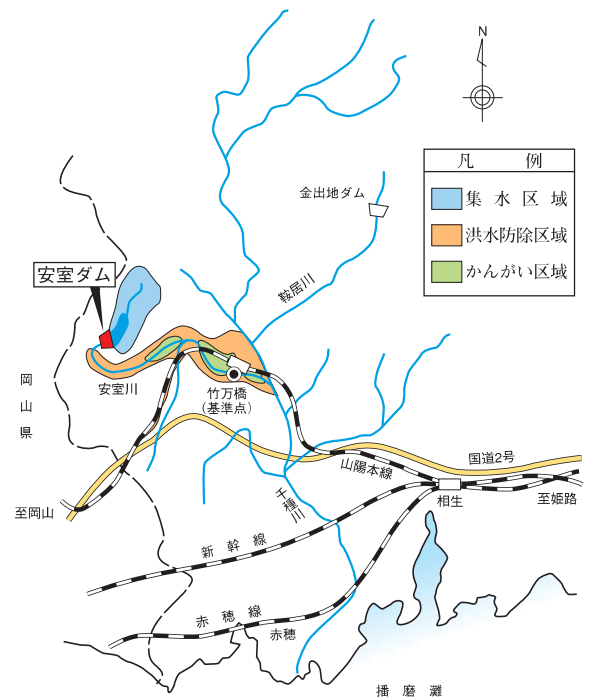 N
凡例
集水区域
洪水防除区域
かんがい区域
金出地ダム
鞍居川
安室ダム
安室川
竹万橋
(基準点)
岡山県
国道2号
山陽本線
至岡山
千種川
相生
至姫路
新幹線
赤穂線
赤穂
播磨灘